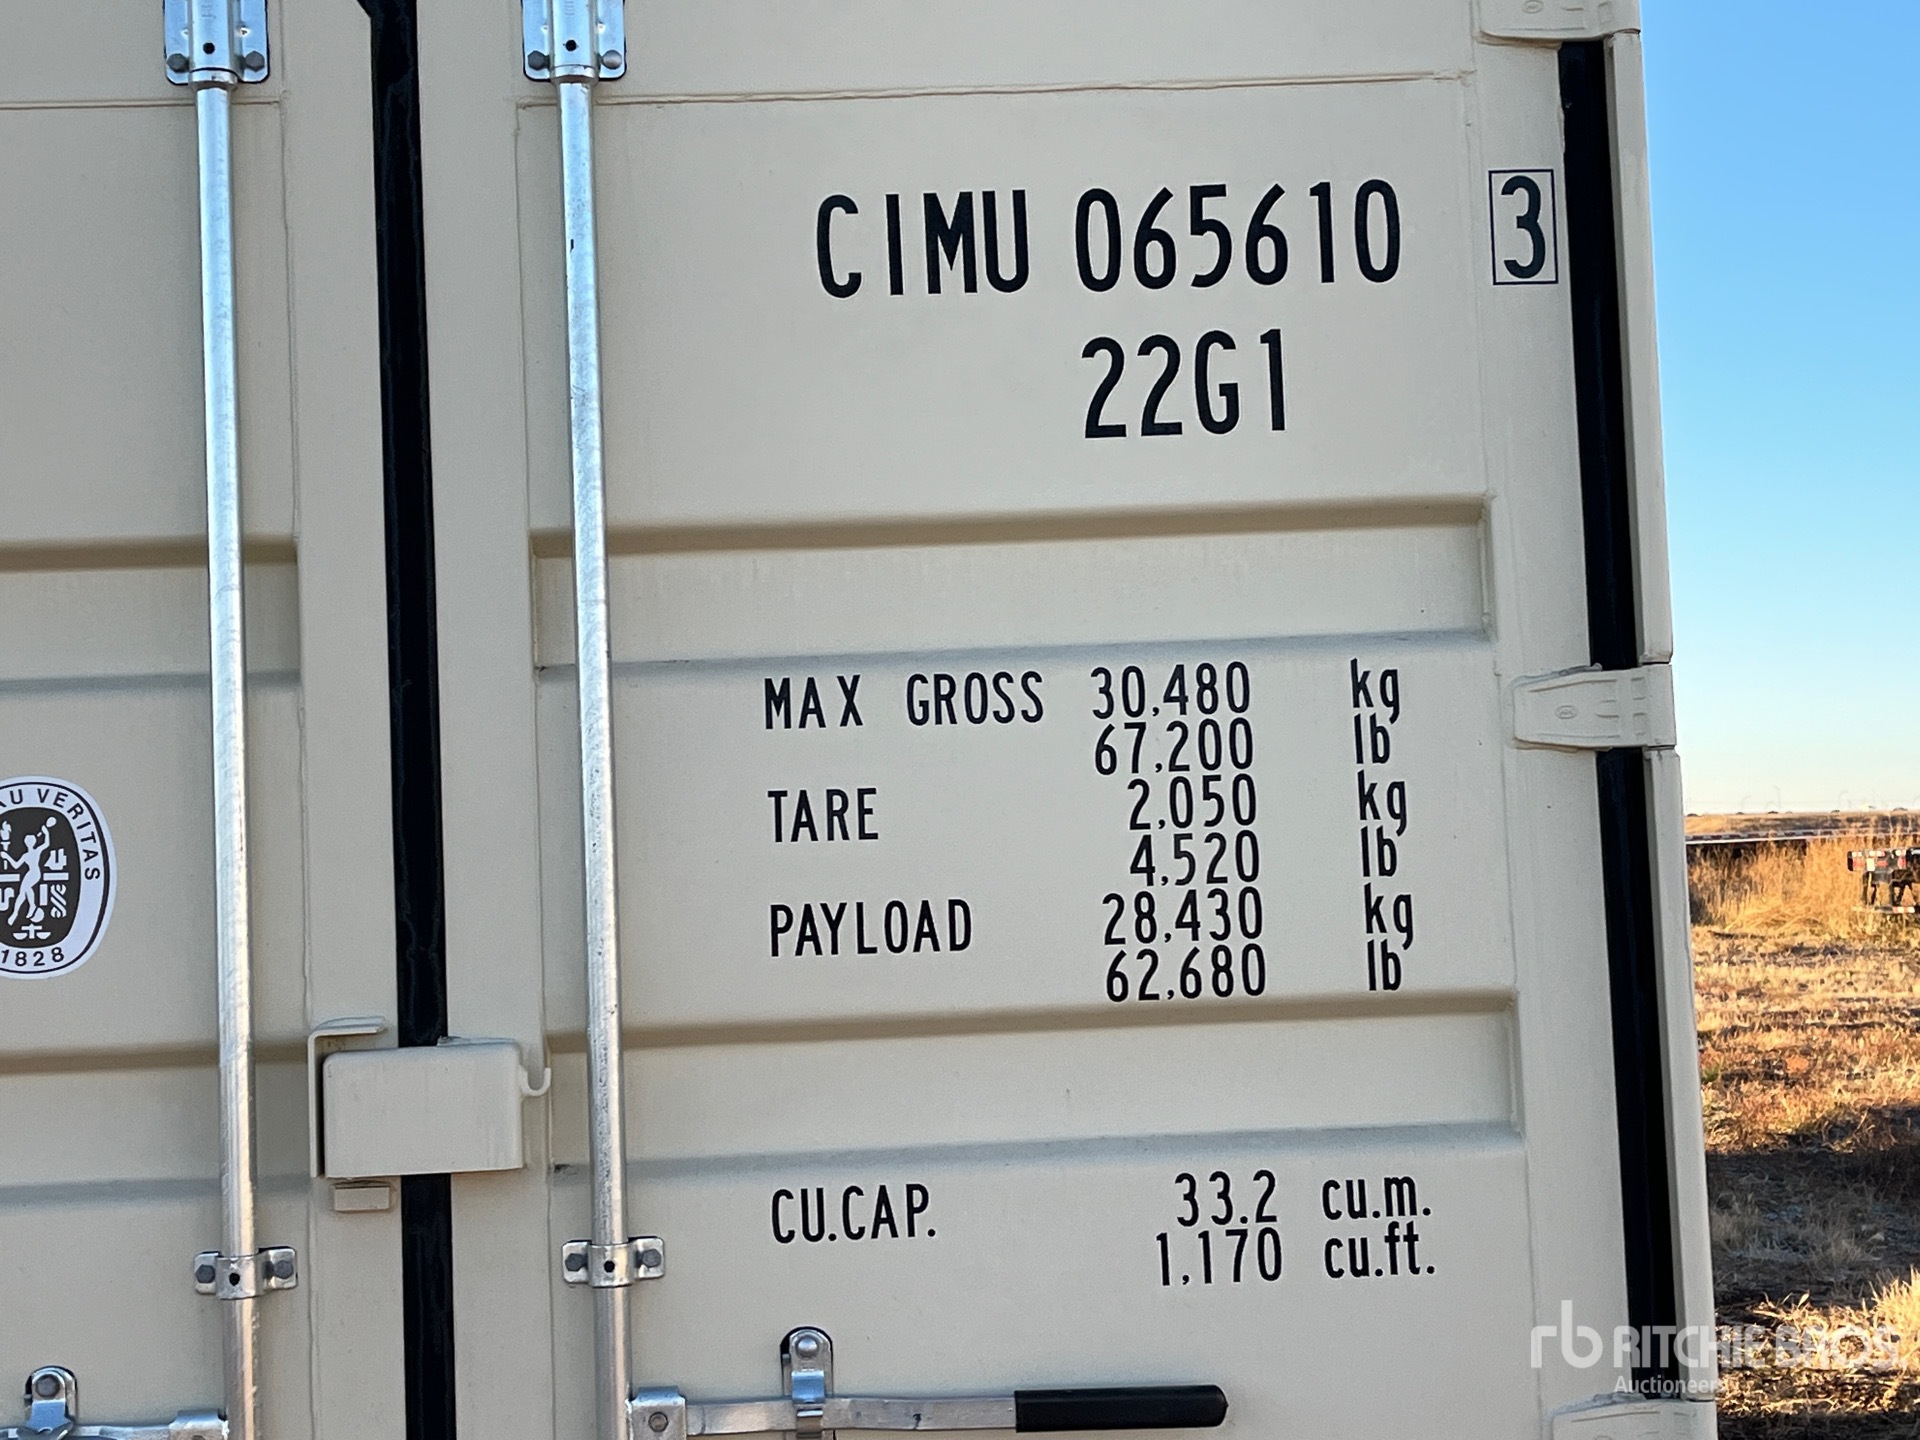 CIMU 065610 3
22G1
MAX GROSS 30,480 kg
67,200 lb
TARE 2,050 kg
4,520 lb
PAYLOAD 28,430 kg
62,680 lb
CU.CAP. 33.2 cu.m.
1,170 cu.ft.
AU VERITAS
1828
rb RITCHIE BROS
Auctioneers